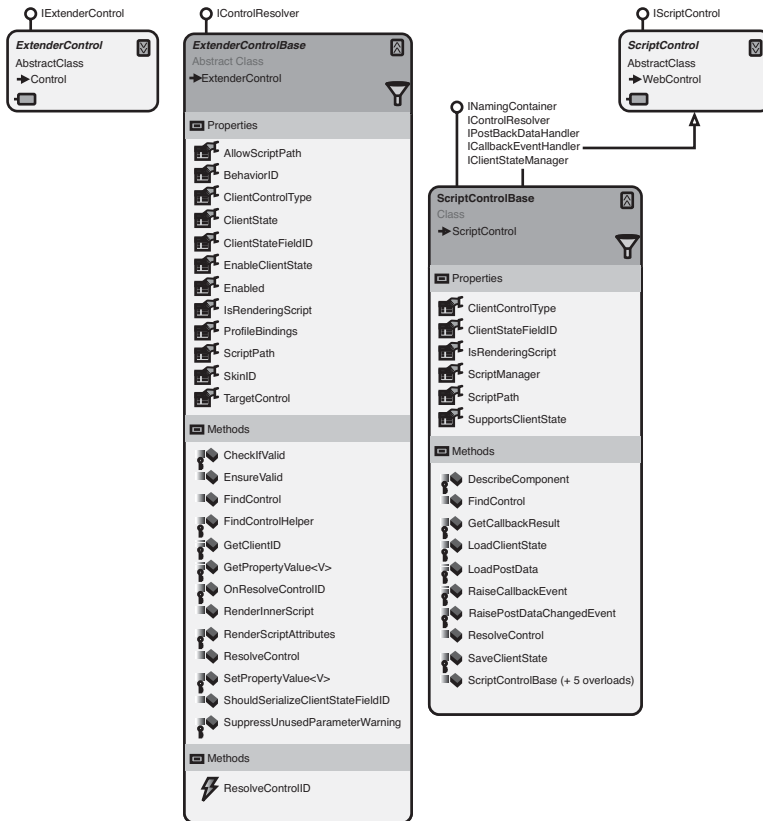 IExtenderControl
ExtenderControl
AbstractClass
Control
IControlResolver
ExtenderControlBase
Abstract Class
ExtenderControl
Properties
AllowScriptPath
BehaviorID
ClientControlType
ClientState
ClientStateFieldID
EnableClientState
Enabled
IsRenderingScript
ProfileBindings
ScriptPath
SkinID
TargetControl
Methods
CheckIfValid
EnsureValid
FindControl
FindControlHelper
GetClientID
GetPropertyValue<V>
OnResolveControlID
RenderInnerScript
RenderScriptAttributes
ResolveControl
SetPropertyValue<V>
ShouldSerializeClientStateFieldID
SuppressUnusedParameterWarning
Methods
ResolveControlID
IScriptControl
ScriptControl
AbstractClass
WebControl
INamingContainer
IControlResolver
IPostBackDataHandler
ICallbackEventHandler
IClientStateManager
ScriptControlBase
Class
ScriptControl
Properties
ClientControlType
ClientStateFieldID
IsRenderingScript
ScriptManager
ScriptPath
SupportsClientState
Methods
DescribeComponent
FindControl
GetCallbackResult
LoadClientState
LoadPostData
RaiseCallbackEvent
RaisePostDataChangedEvent
ResolveControl
SaveClientState
ScriptControlBase (+ 5 overloads)